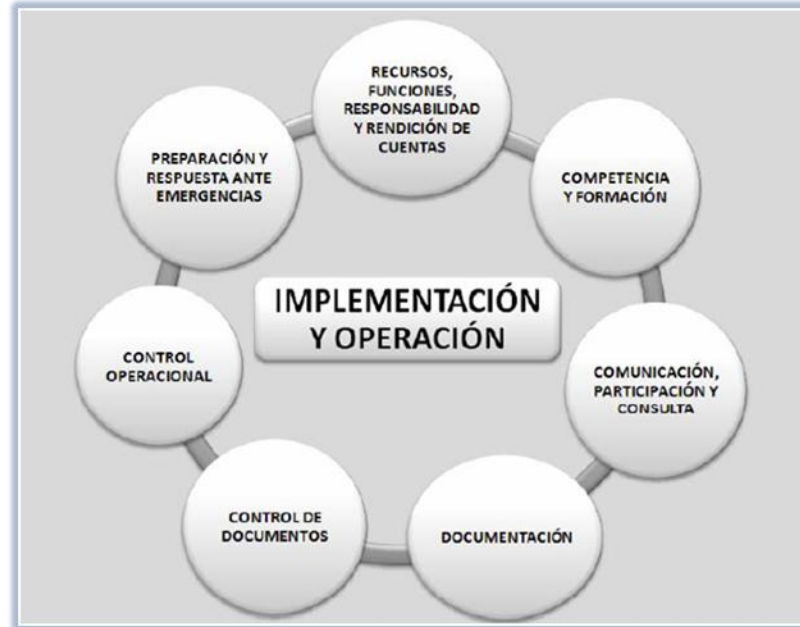 RECURSOS,
FUNCIONES,
RESPONSABILIDAD
Y RENDICIÓN DE
CUENTAS
COMPETENCIA
Y FORMACIÓN
COMUNICACIÓN,
PARTICIPACIÓN Y
CONSULTA
DOCUMENTACIÓN
CONTROL DE
DOCUMENTOS
CONTROL
OPERACIONAL
PREPARACIÓN Y
RESPUESTA ANTE
EMERGENCIAS
IMPLEMENTACIÓN
Y OPERACIÓN